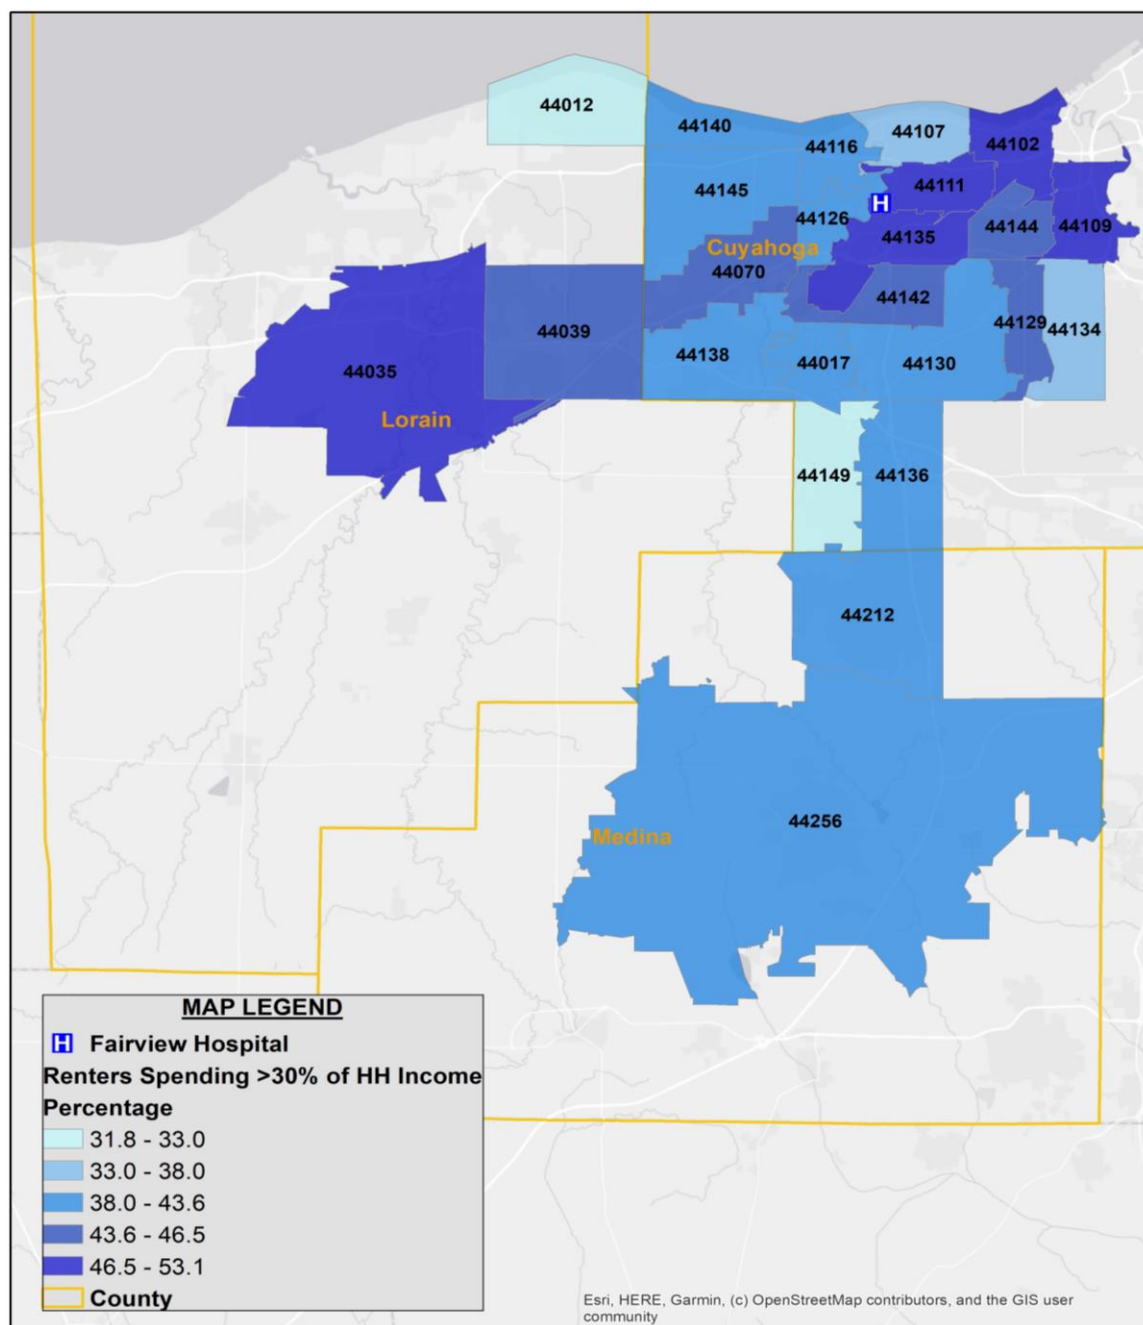 44012
44140
44116
44107
44102
44145
44111
44126
44109
44144
44135
Cuyahoga
44070
44142
44039
44129
44134
44138
44017
44130
44035
Lorain
44149
44136
44212
44256
Medina
MAP LEGEND
H Fairview Hospital
Renters Spending >30% of HH Income
Percentage
31.8 - 33.0
33.0 - 38.0
38.0 - 43.6
43.6 - 46.5
46.5 - 53.1
County
Esri, HERE, Garmin, (c) OpenStreetMap contributors, and the GIS user
community
H